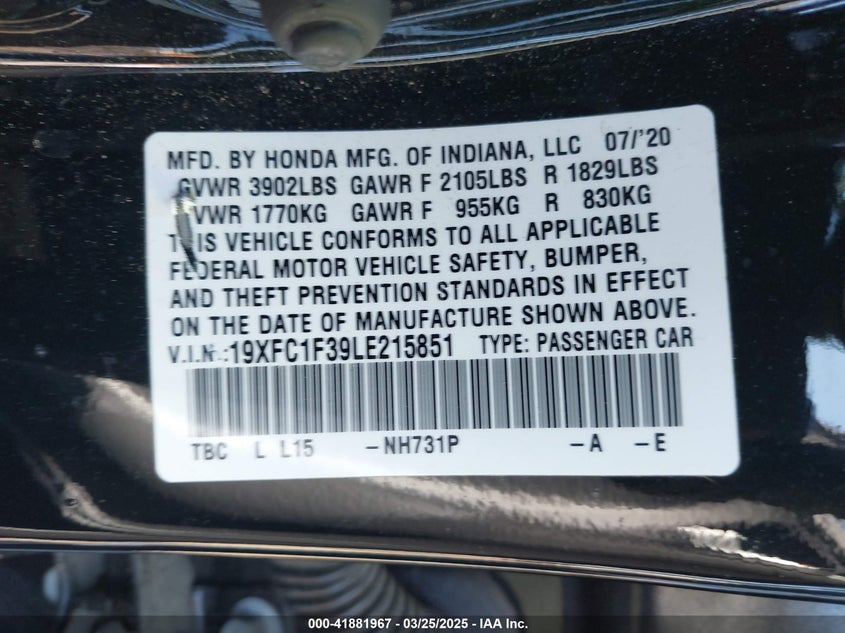 MFD. BY HONDA MFG. OF INDIANA, LLC 07/'20
GVWR 3902LBS GAWR F 2105LBS R 1829LBS
VWR 1770KG GAWR F 955KG R 830KG
THIS VEHICLE CONFORMS TO ALL APPLICABLE
FEDERAL MOTOR VEHICLE SAFETY, BUMPER,
AND THEFT PREVENTION STANDARDS IN EFFECT
ON THE DATE OF MANUFACTURE SHOWN ABOVE.
V.I.N.:19XFC1F39LE215851 TYPE: PASSENGER CAR
TBC L L15 –NH731P –A –E
000-41881967 — 03/25/2025 — IAA Inc.